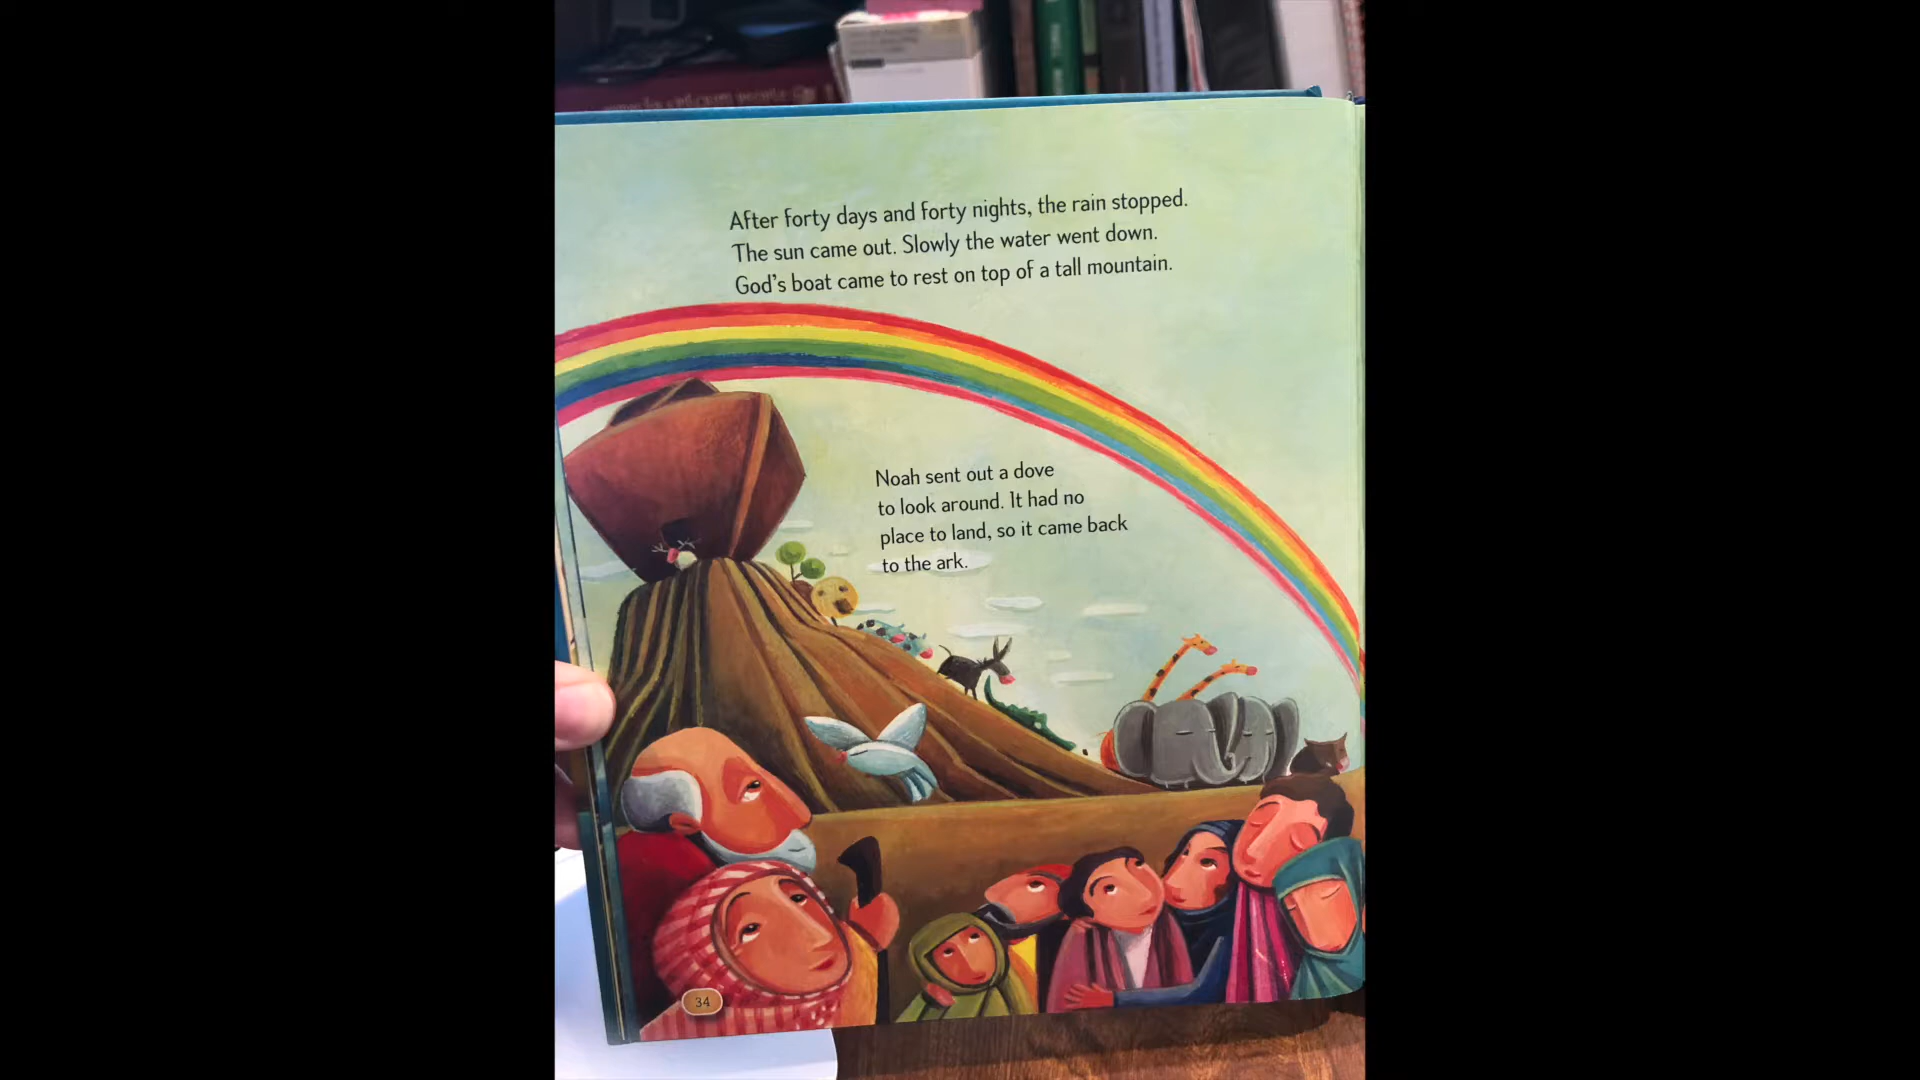 After forty days and forty nights, the rain stopped.
The sun came out. Slowly the water went down.
God's boat came to rest on top of a tall mountain.
Noah sent out a dove
to look around. It had no
place to land, so it came back
to the ark.
34